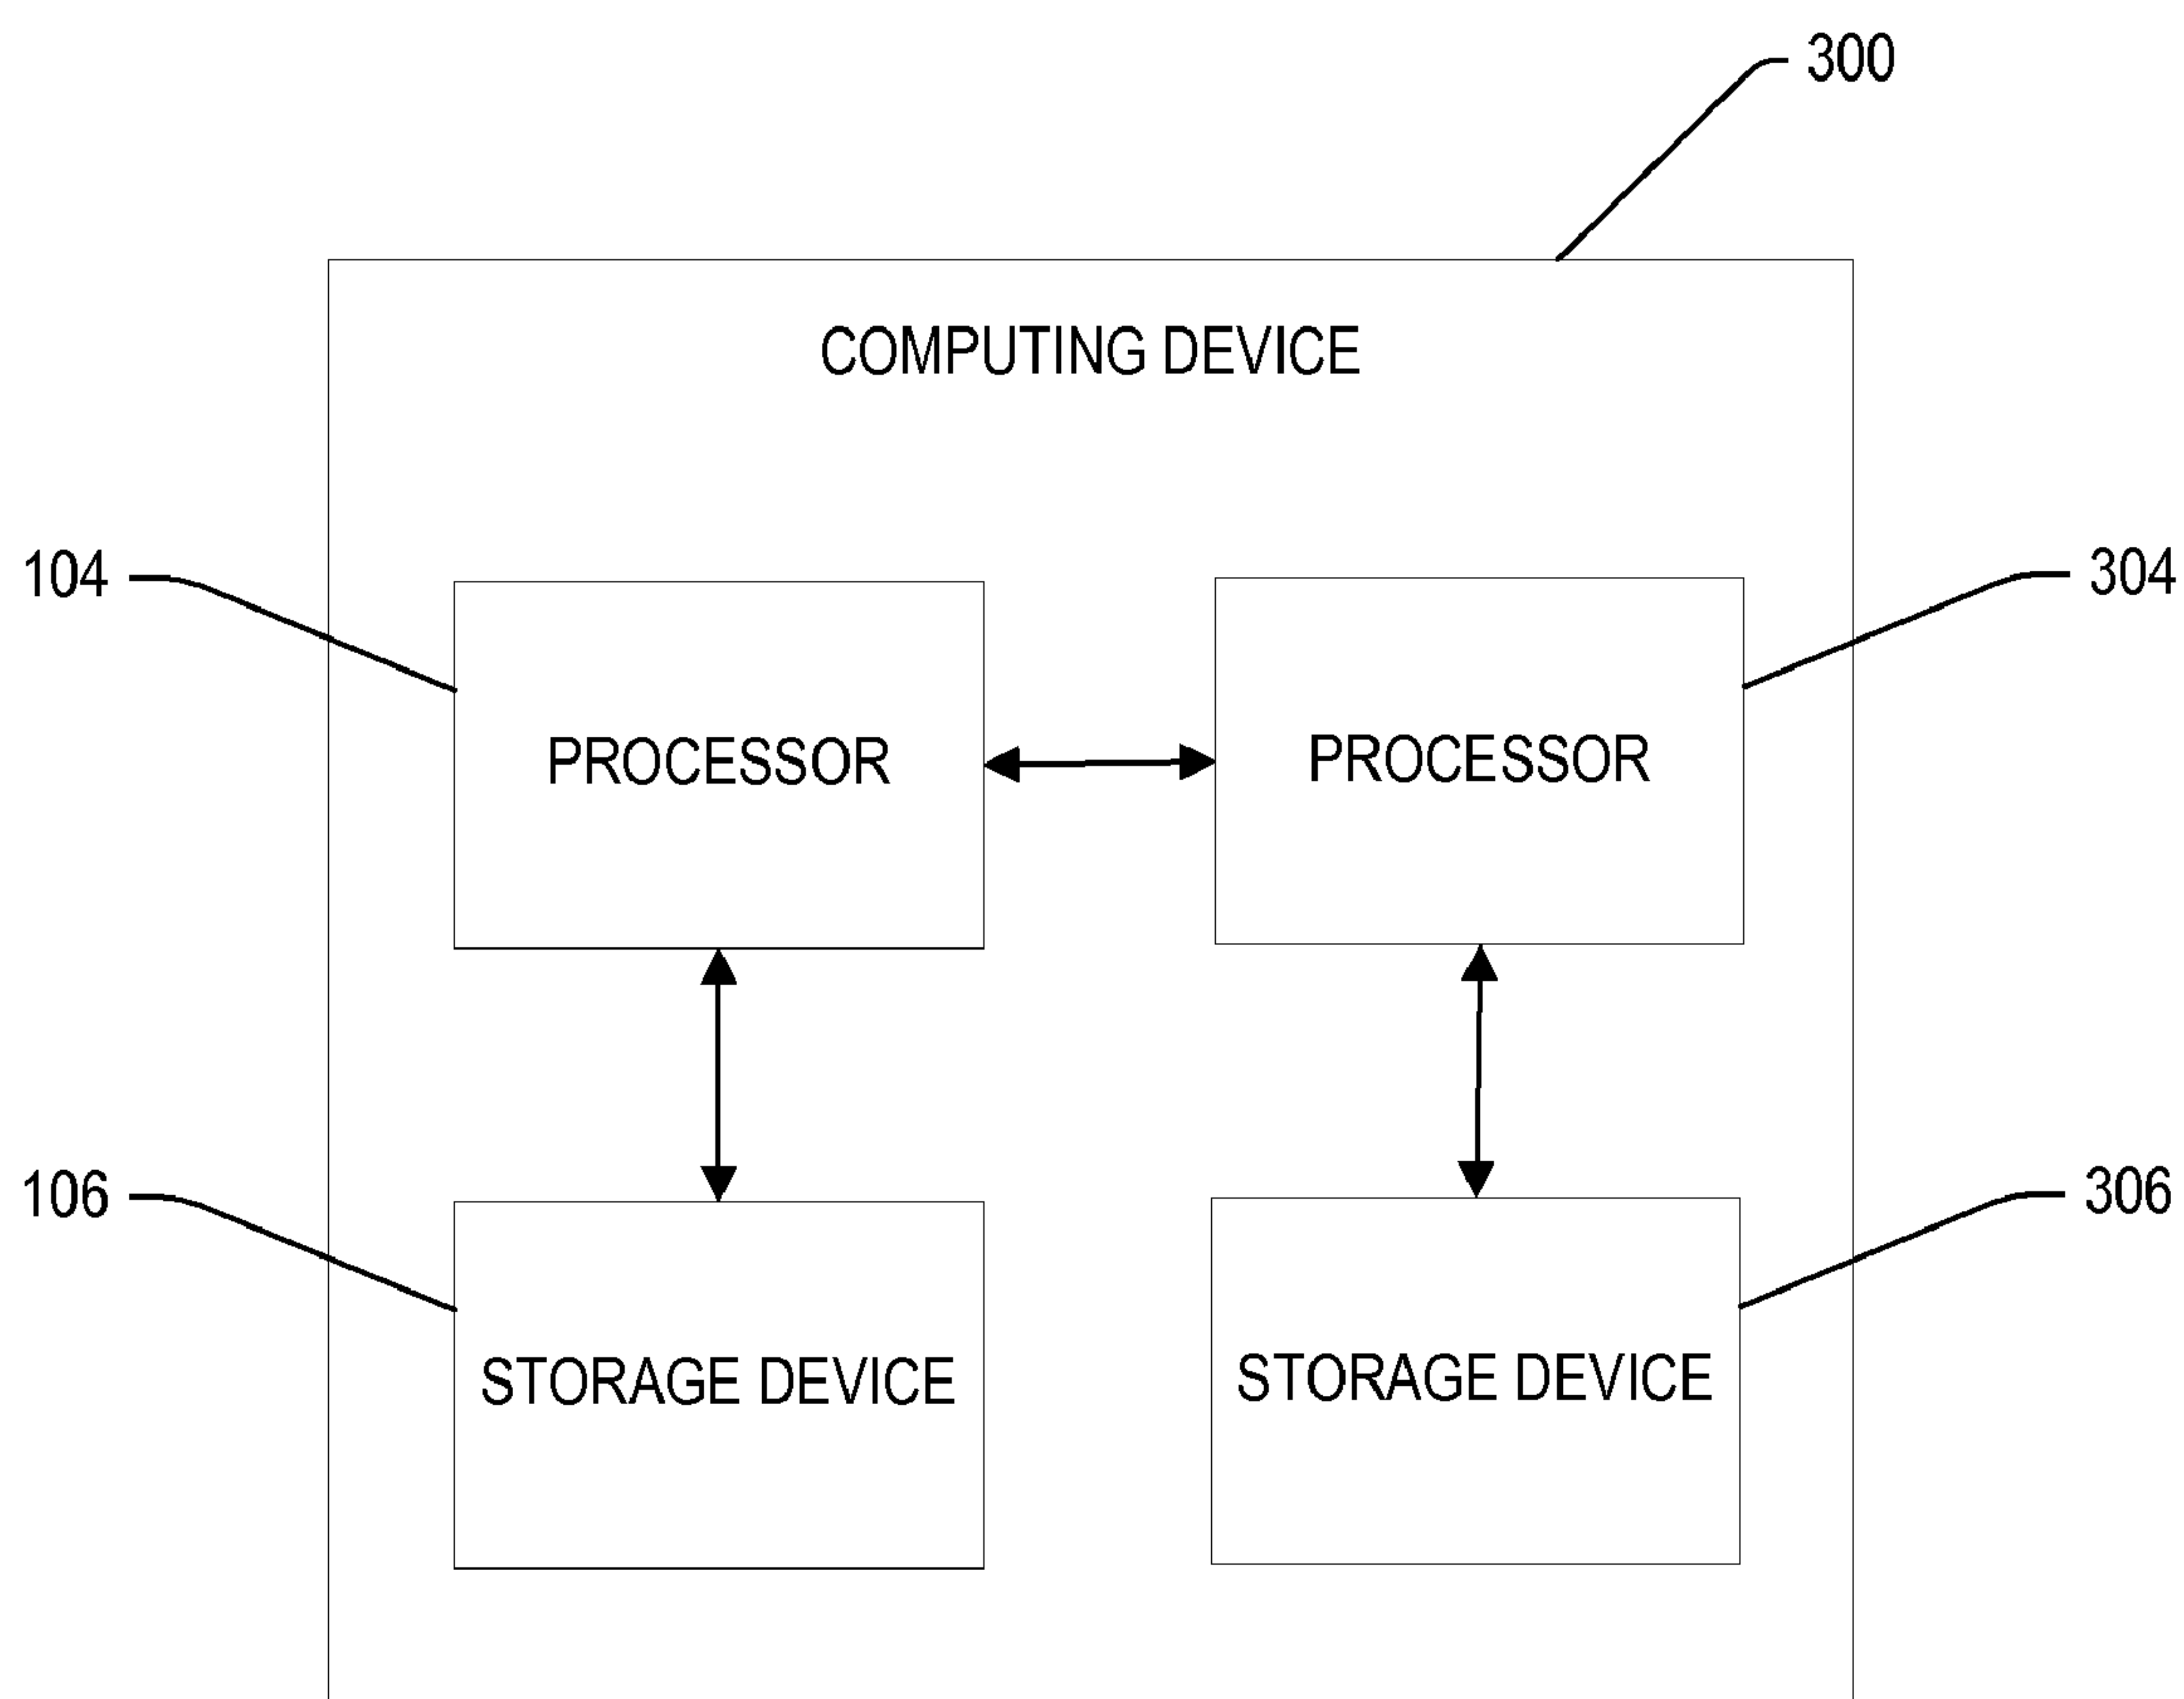 300
COMPUTING DEVICE
104
304
PROCESSOR
PROCESSOR
106
306
STORAGE DEVICE
STORAGE DEVICE